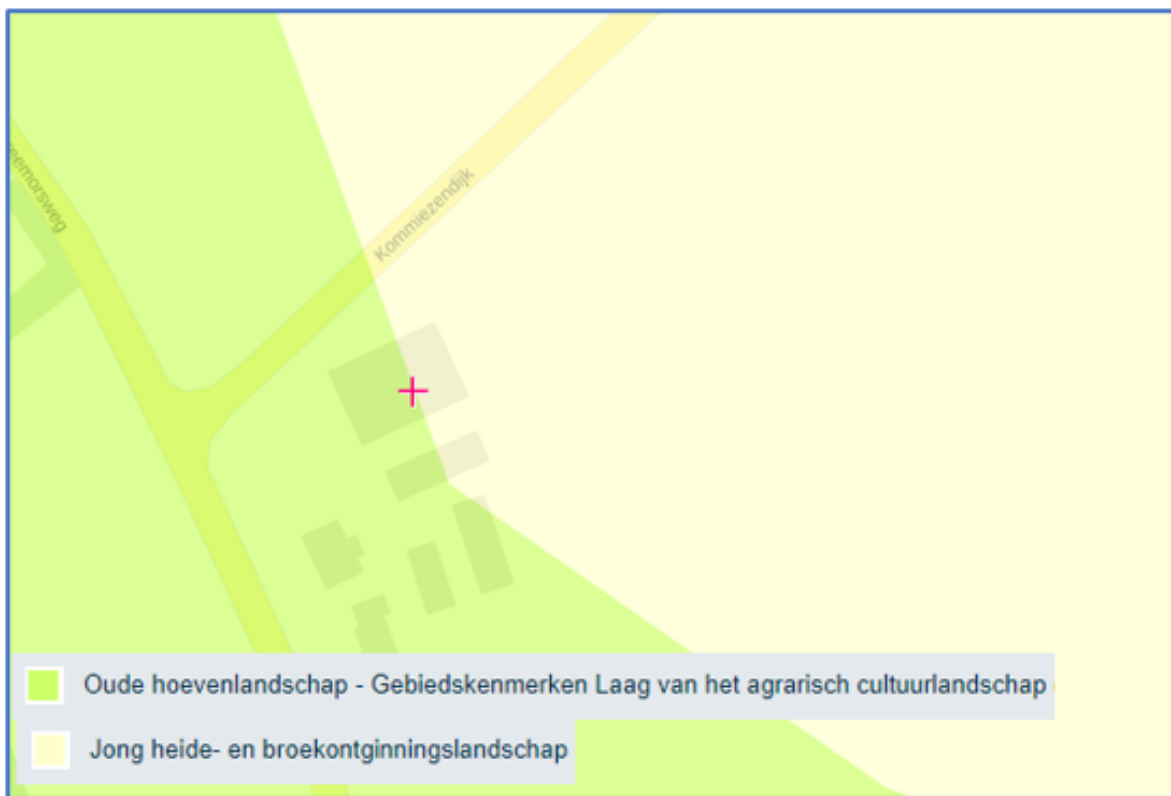 Kommiezendijk
Oude hoevenlandschap - Gebiedskenmerken Laag van het agrarisch cultuurlandschap
Jong heide- en broekontginningslandschap